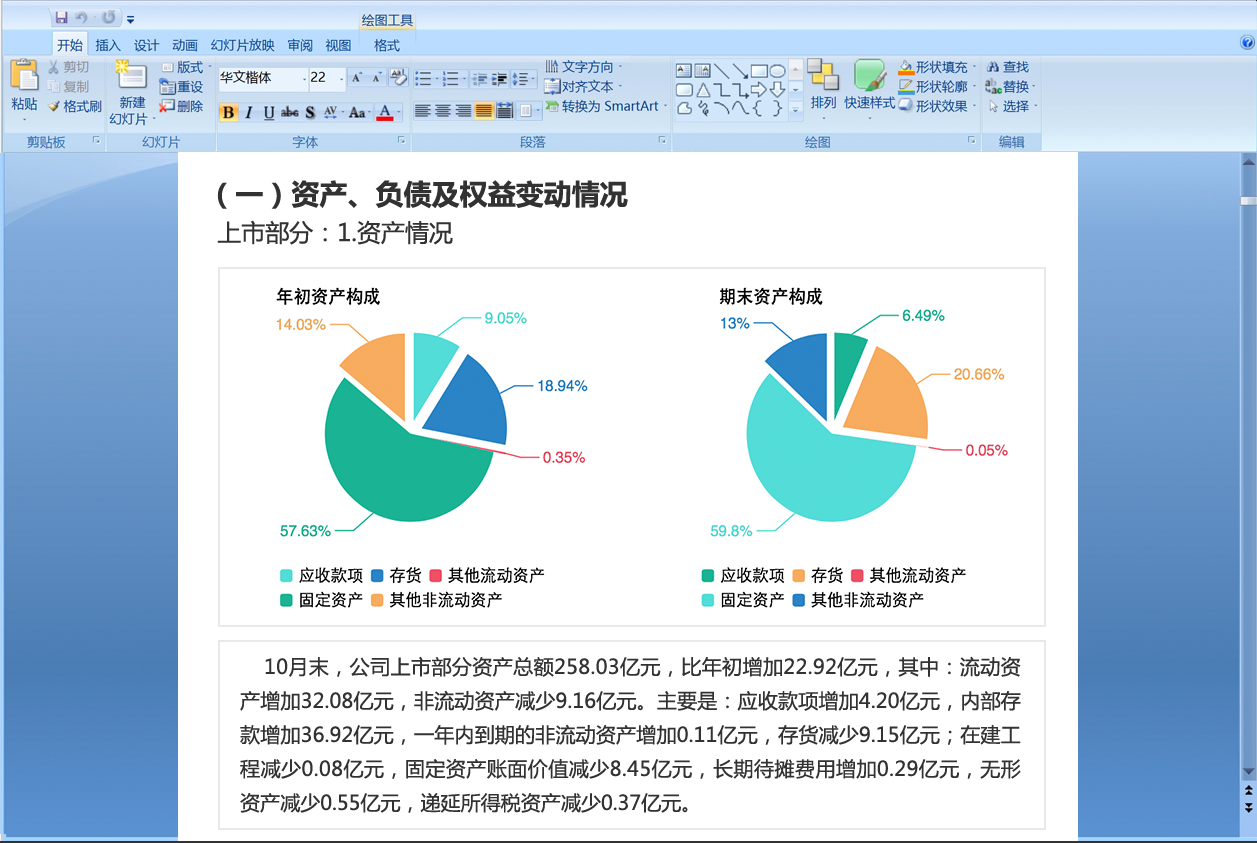 绘图工具
开始 插入 设计 动画 幻灯片放映 审阅 视图 格式
粘贴
剪切
复制
格式刷
剪贴板
新建
幻灯片
版式
重设
删除
幻灯片
华文楷体 22
B I U abc S AV Aa A
字体
文字方向
对齐文本
转换为 SmartArt
段落
排列
快速样式
形状填充
形状轮廓
形状效果
绘图
查找
替换
选择
编辑
(一)资产、负债及权益变动情况
上市部分：1.资产情况
年初资产构成
14.03%
9.05%
18.94%
0.35%
57.63%
应收款项 存货 其他流动资产
固定资产 其他非流动资产
期末资产构成
13%
6.49%
20.66%
0.05%
59.8%
应收款项 存货 其他流动资产
固定资产 其他非流动资产
10月末，公司上市部分资产总额258.03亿元，比年初增加22.92亿元，其中：流动资
产增加32.08亿元，非流动资产减少9.16亿元。主要是：应收款项增加4.20亿元，内部存
款增加36.92亿元，一年内到期的非流动资产增加0.11亿元，存货减少9.15亿元；在建工
程减少0.08亿元，固定资产账面价值减少8.45亿元，长期待摊费用增加0.29亿元，无形
资产减少0.55亿元，递延所得税资产减少0.37亿元。